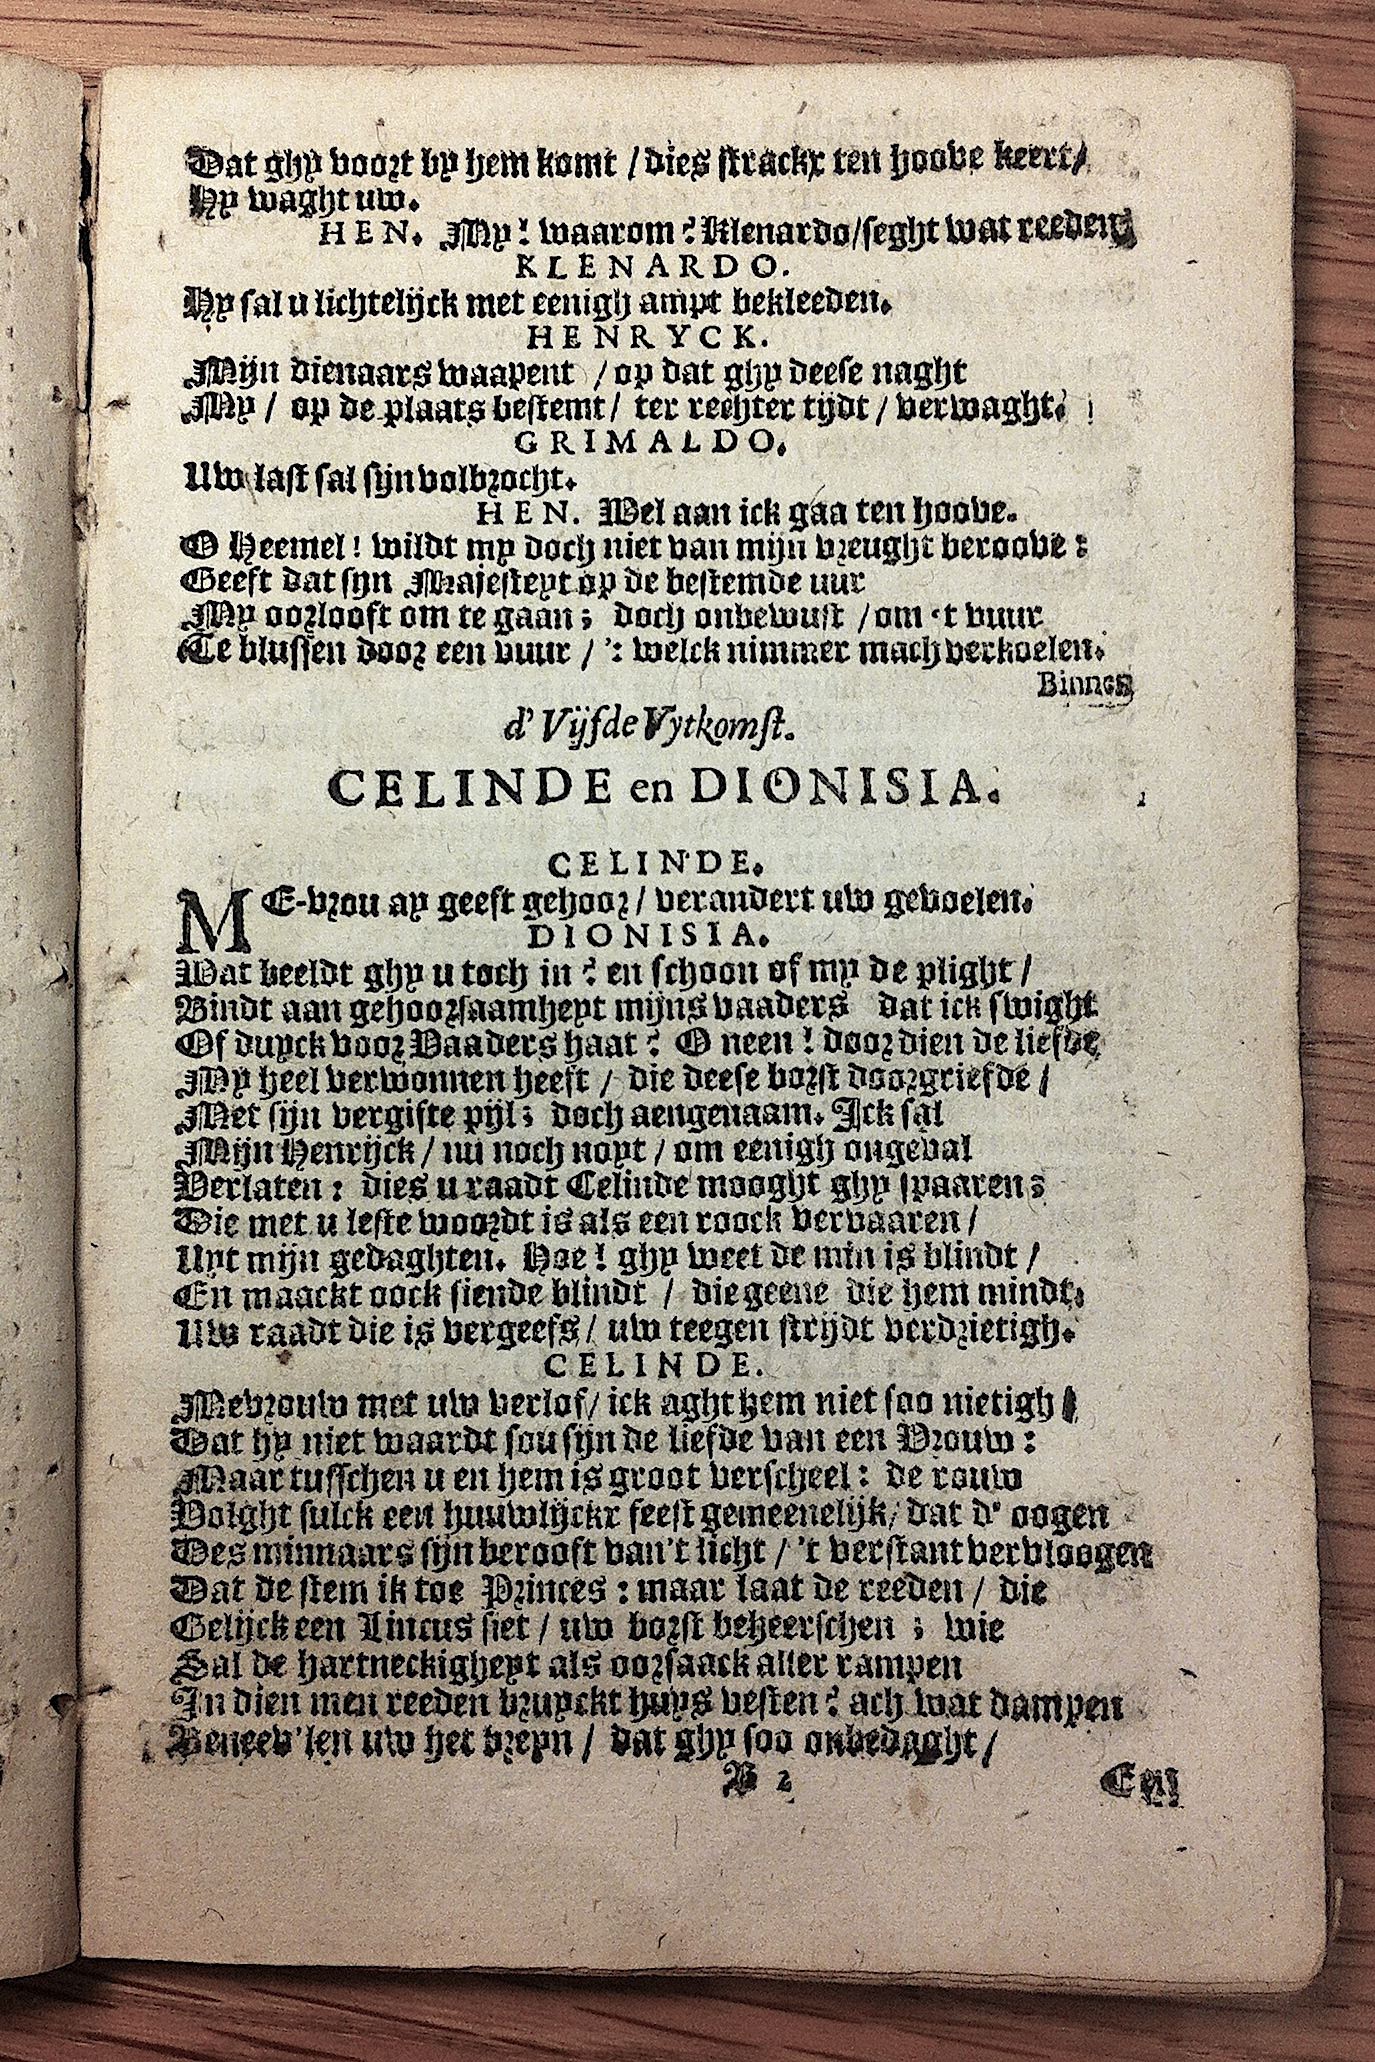 Dat ghy voort by hem komt / dies strackx ten hoove keert /
Hy waght uw.
HEN. My! waarom? Klenardo / seght wat reeden
KLENARDO.
Hy sal u lichtelijck met eenigh ampt bekleeden.
HENRYCK.
Mijn dienaars waapent / op dat ghy deese naght
My / op de plaats bestemt / ter rechter tijdt / verwaght.
GRIMALDO.
Uw last sal sijn volbrocht.
HEN. Wel aan ick gaa ten hoove.
O Heemel! wildt my doch niet van mijn vreught beroove:
Geeft dat sijn Majesteyt op de bestemde uur
My oorlooft om te gaan; doch onbewust / om 't vuur
Te blussen door een vuur / 't welck nimmer mach verkoelen.
Binnen
d' Vijfde Vytkomst.
CELINDE en DIONISIA.
CELINDE.
ME-vrou ay geeft gehoor / verandert uw gevoelen.
DIONISIA.
Wat beeldt ghy u toch in? en schoon of my de plight /
Bindt aan gehoorsaamheyt mijns vaaders dat ick swight
Of duyck voor Vaaders haat? O neen! door dien de liefde
My heel verwonnen heeft / die deese borst doorgriefde /
Met sijn vergifte pijl; doch aengenaam. Ick sal
Mijn Henrijck / nu noch noyt / om eenigh ongeval
Verlaten: dies u raadt Celinde mooght ghy spaaren;
Die met u leste woordt is als een roock vervaaren /
Uyt mijn gedaghten. Hoe! ghy weet de min is blindt /
En maackt oock siende blindt / die geene die hem mindt.
Uw raadt die is vergeefs / uw teegen strijdt verdrietigh.
CELINDE.
Mevrouw met uw verlof / ick aght hem niet soo nietigh /
Dat hy niet waardt sou sijn de liefde van een Vrouw:
Maar tusschen u en hem is groot verscheel: de rouw
Volght sulck een huuwlijckx feest gemeenelijk / dat d' oogen
Des minnaars sijn berooft van 't licht / 't verstant vervloogen
Dat de stem ik toe Princes: maar laat de reeden / die
Gelijck een Lincus siet / uw borst beheerschen; wie
Sal de hartneckigheyt als oorsaack aller rampen
In dien men reeden bruyckt huys vesten? ach wat dampen
Beneev'len uw het breyn / dat ghy soo onbedaght /
B 2
En